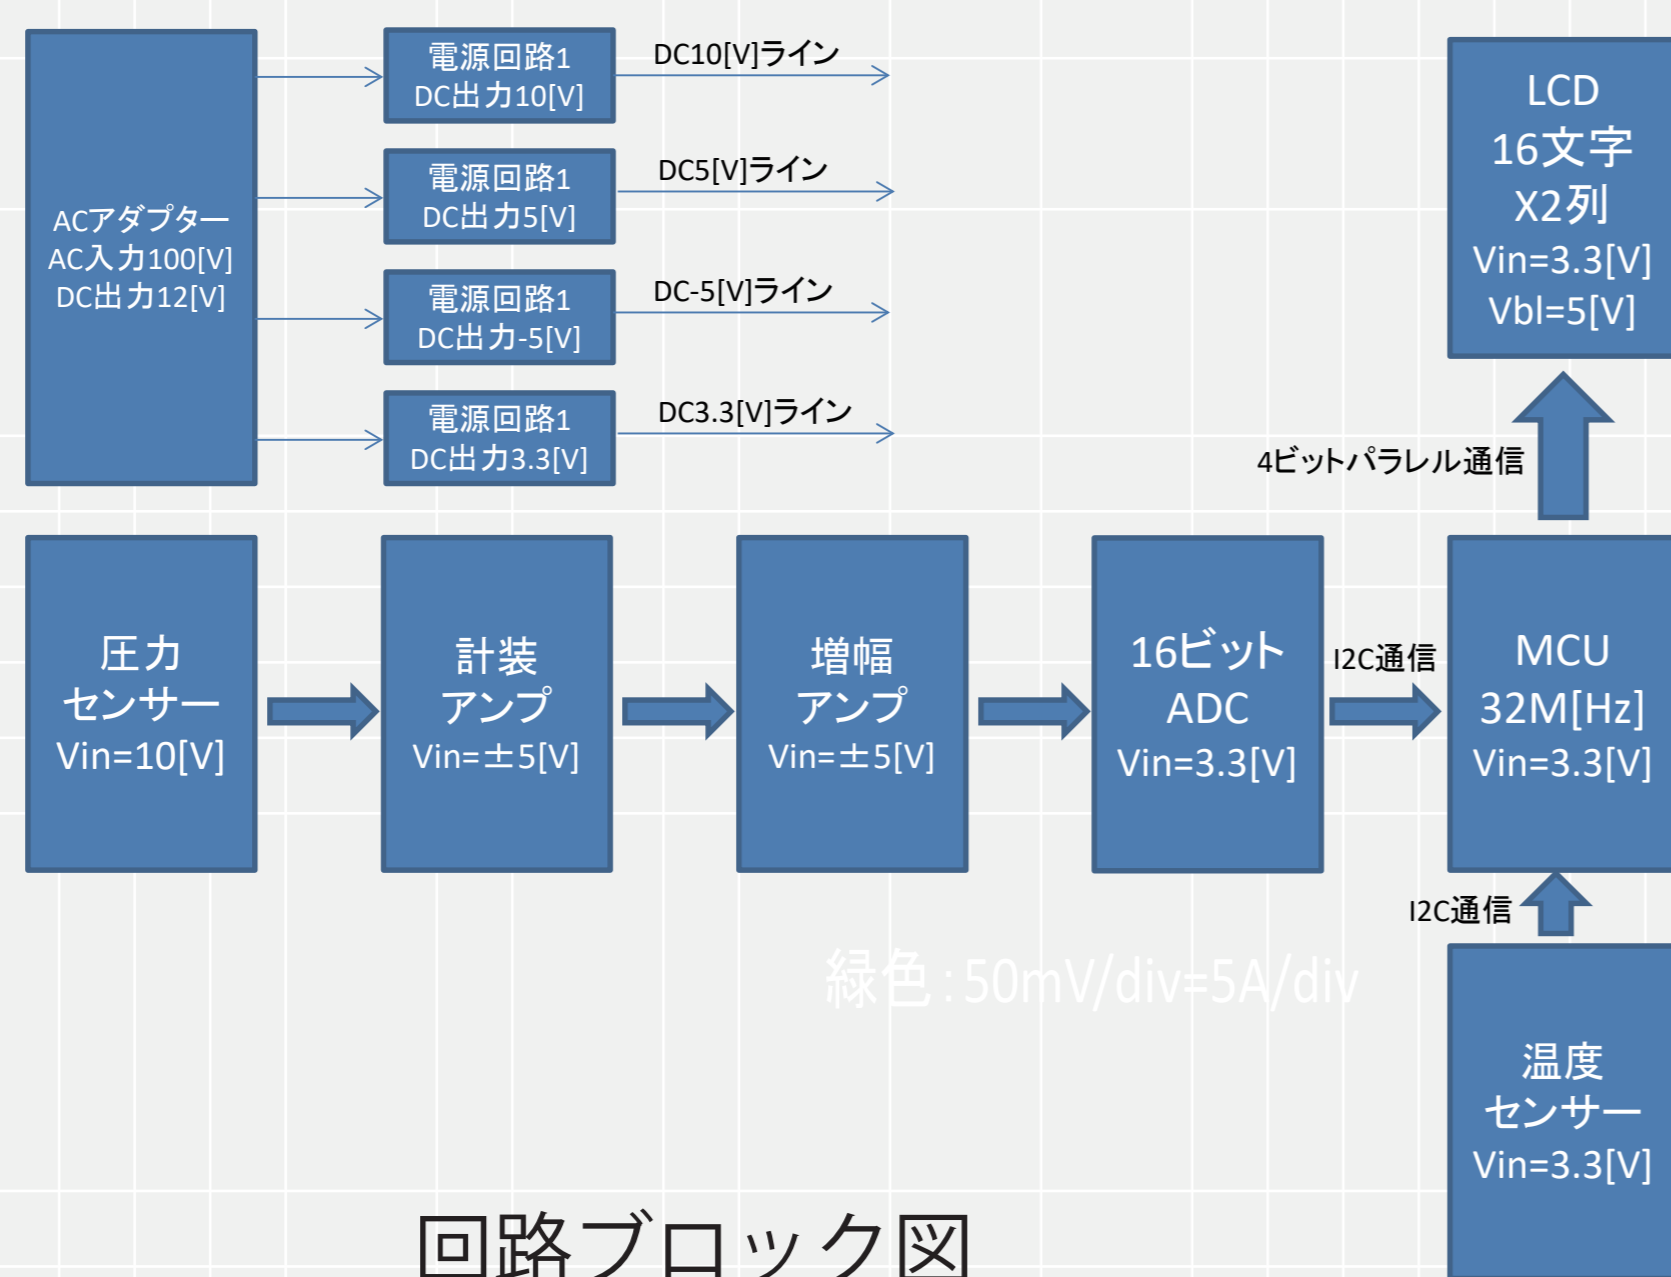 電源回路1
DC出力10[V]
DC10[V]ライン
電源回路1
DC出力5[V]
DC5[V]ライン
ACアダプター
AC入力100[V]
DC出力12[V]
電源回路1
DC出力-5[V]
DC-5[V]ライン
電源回路1
DC出力3.3[V]
DC3.3[V]ライン
LCD
16文字
X2列
Vin=3.3[V]
Vbl=5[V]
4ビットパラレル通信
圧力
センサー
Vin=10[V]
計装
アンプ
Vin=±5[V]
増幅
アンプ
Vin=±5[V]
16ビット
ADC
Vin=3.3[V]
I2C通信
MCU
32M[Hz]
Vin=3.3[V]
I2C通信
緑色：50mV/div=5A/div
温度
センサー
Vin=3.3[V]
回路ブロック図